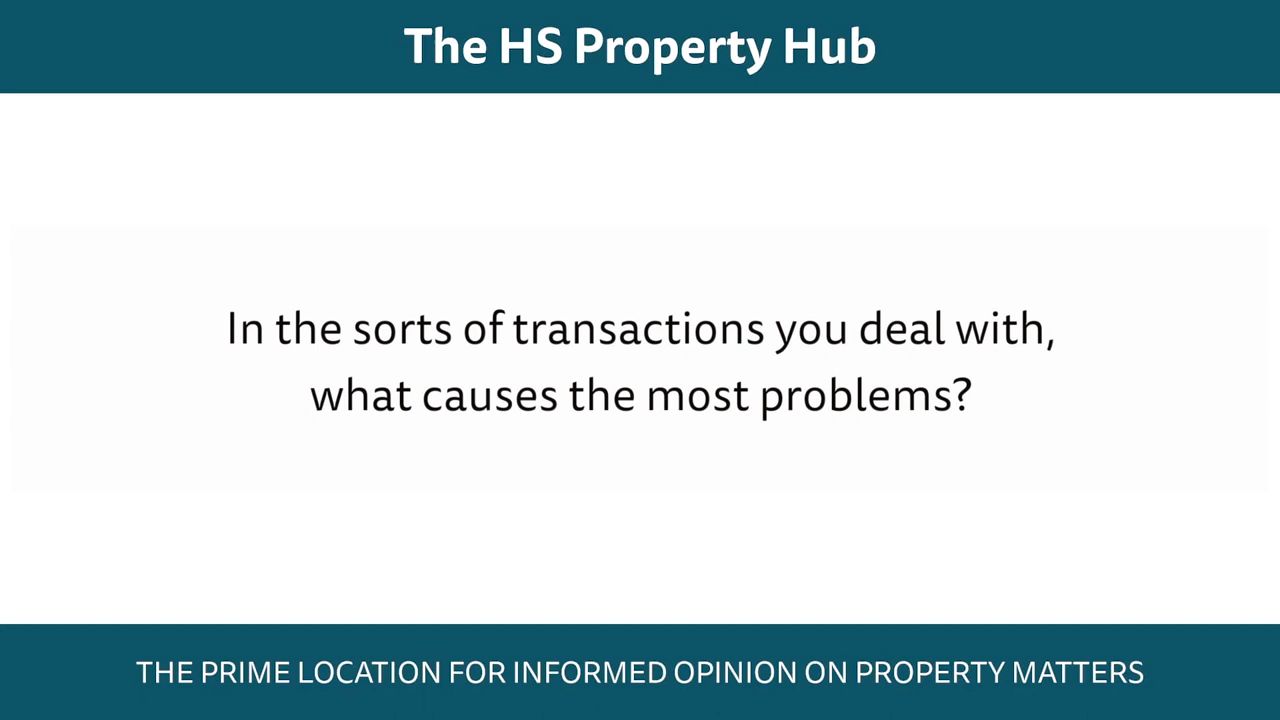 The HS Property Hub
In the sorts of transactions you deal with,
what causes the most problems?
THE PRIME LOCATION FOR INFORMED OPINION ON PROPERTY MATTERS